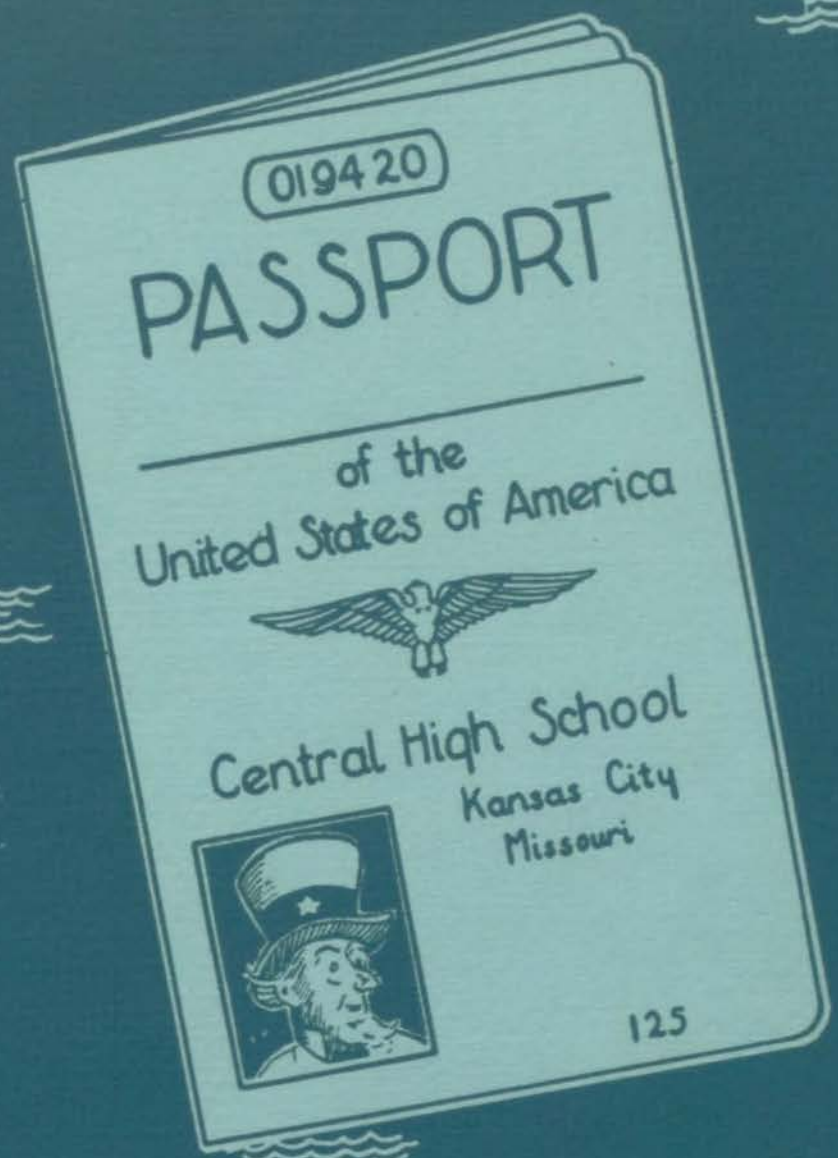 019420
PASSPORT
of the
United States of America
Central High School
Kansas City
Missouri
125